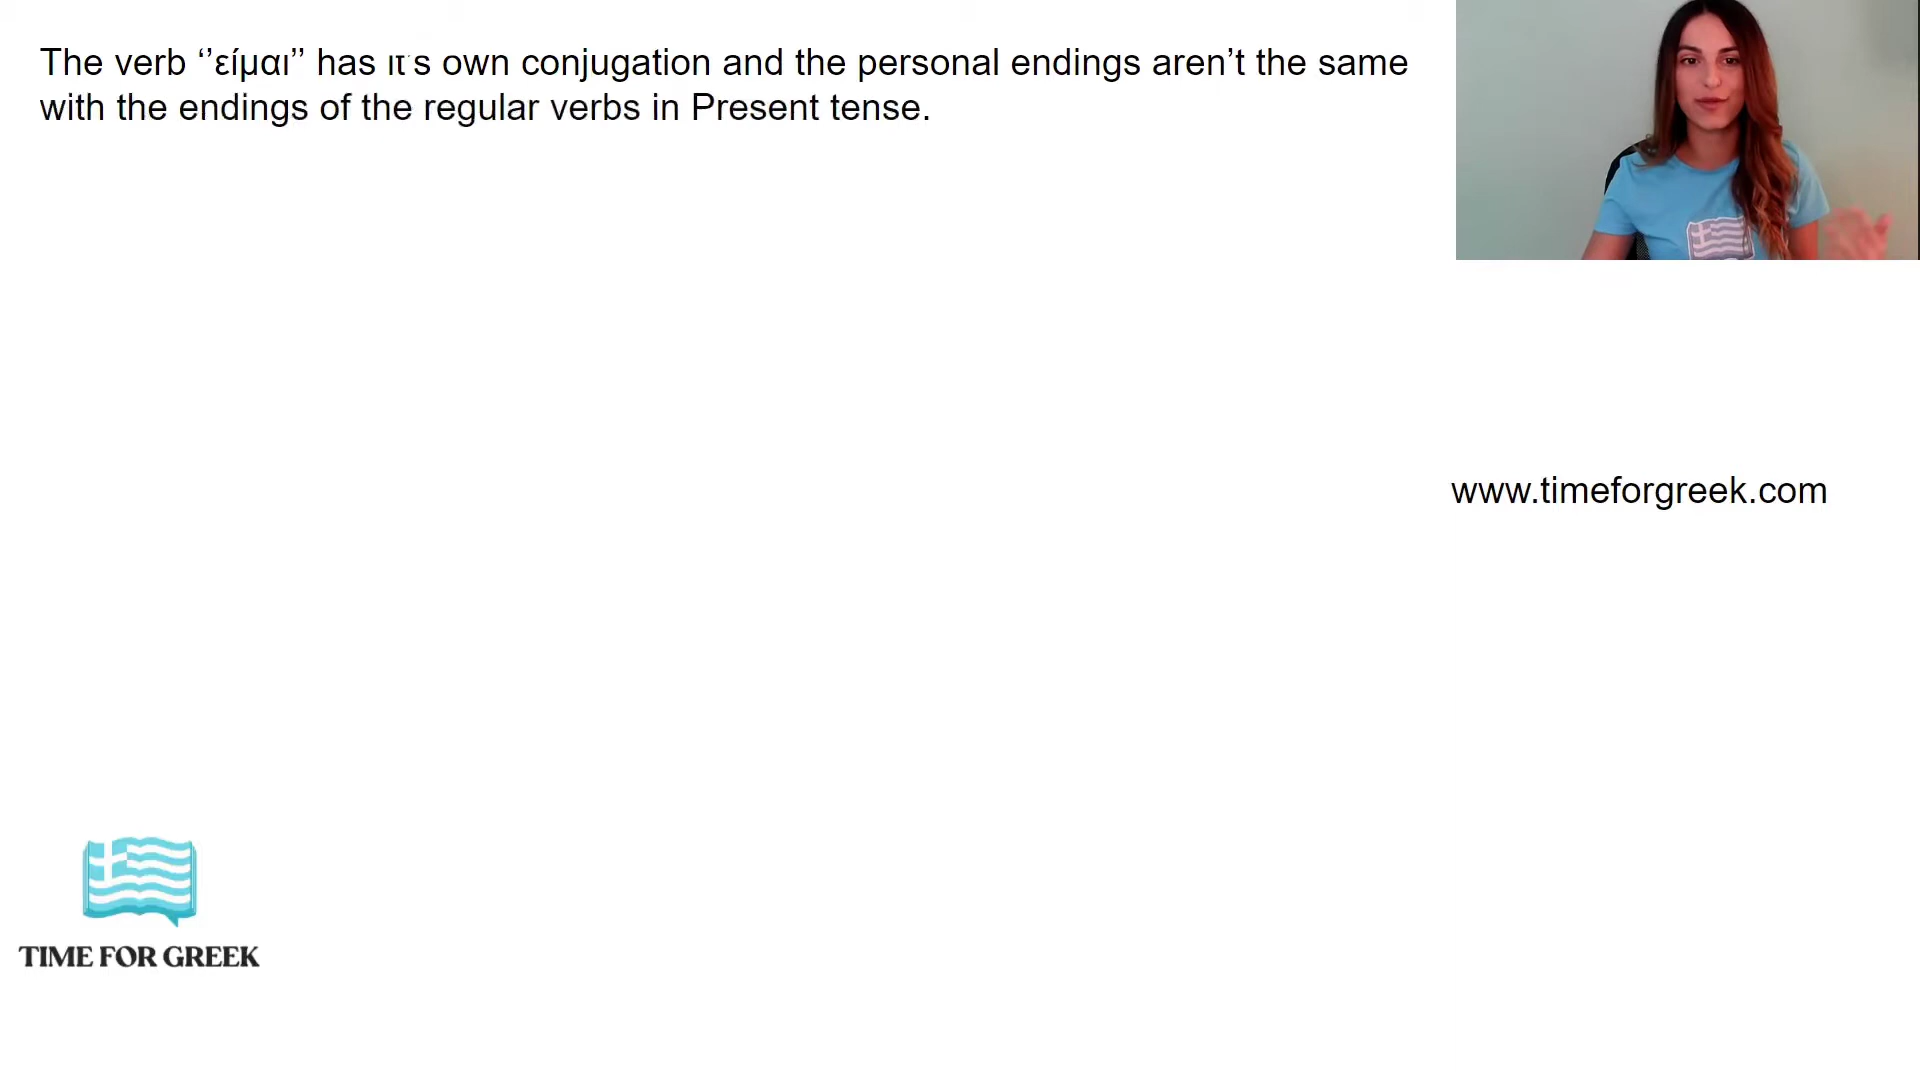 The verb ‘’είμαι’’ has ιτ΄s own conjugation and the personal endings aren’t the same
with the endings of the regular verbs in Present tense.
www.timeforgreek.com
TIME FOR GREEK